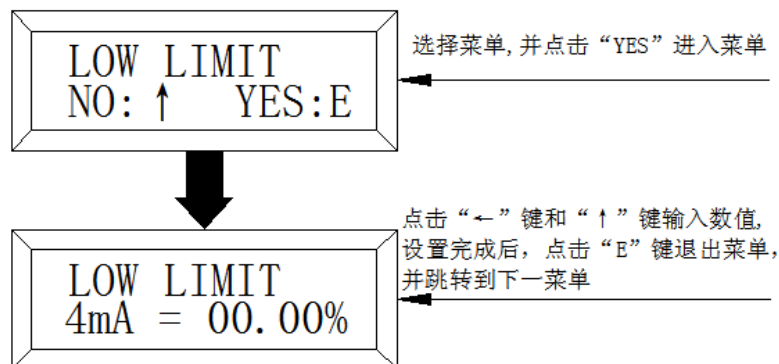 LOW LIMIT
NO:↑ YES:E
选择菜单,并点击“YES”进入菜单
点击“←”键和“↑”键输入数值,
设置完成后，点击“E”键退出菜单，
并跳转到下一菜单
LOW LIMIT
4mA = 00.00%